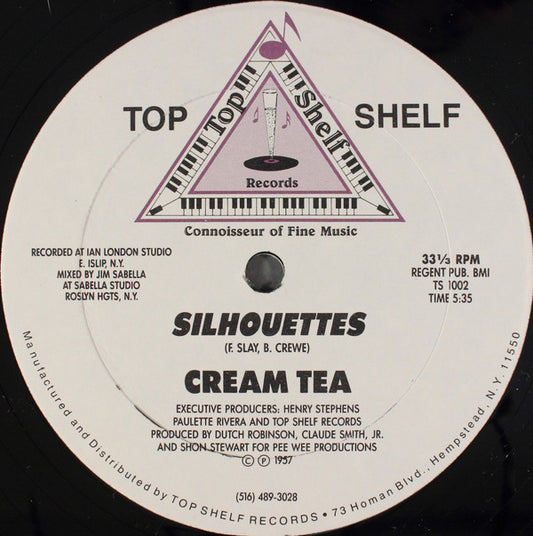 TOP SHELF
Top Shelf
Records
Connoisseur of Fine Music
RECORDED AT IAN LONDON STUDIO
E. ISLIP, N.Y.
MIXED BY JIM SABELLA
AT SABELLA STUDIO
ROSLYN HGTS, N.Y.
33⅓ RPM
REGENT PUB. BMI
TS 1002
TIME 5:35
SILHOUETTES
(F. SLAY, B. CREWE)
CREAM TEA
EXECUTIVE PRODUCERS: HENRY STEPHENS
PAULETTE RIVERA AND TOP SHELF RECORDS
PRODUCED BY DUTCH ROBINSON, CLAUDE SMITH, JR.
AND SHON STEWART FOR PEE WEE PRODUCTIONS
© ℗ 1957
(516) 489-3028
Manufactured and Distributed by TOP SHELF RECORDS • 73 Homan Blvd., Hempstead, N.Y. 11550